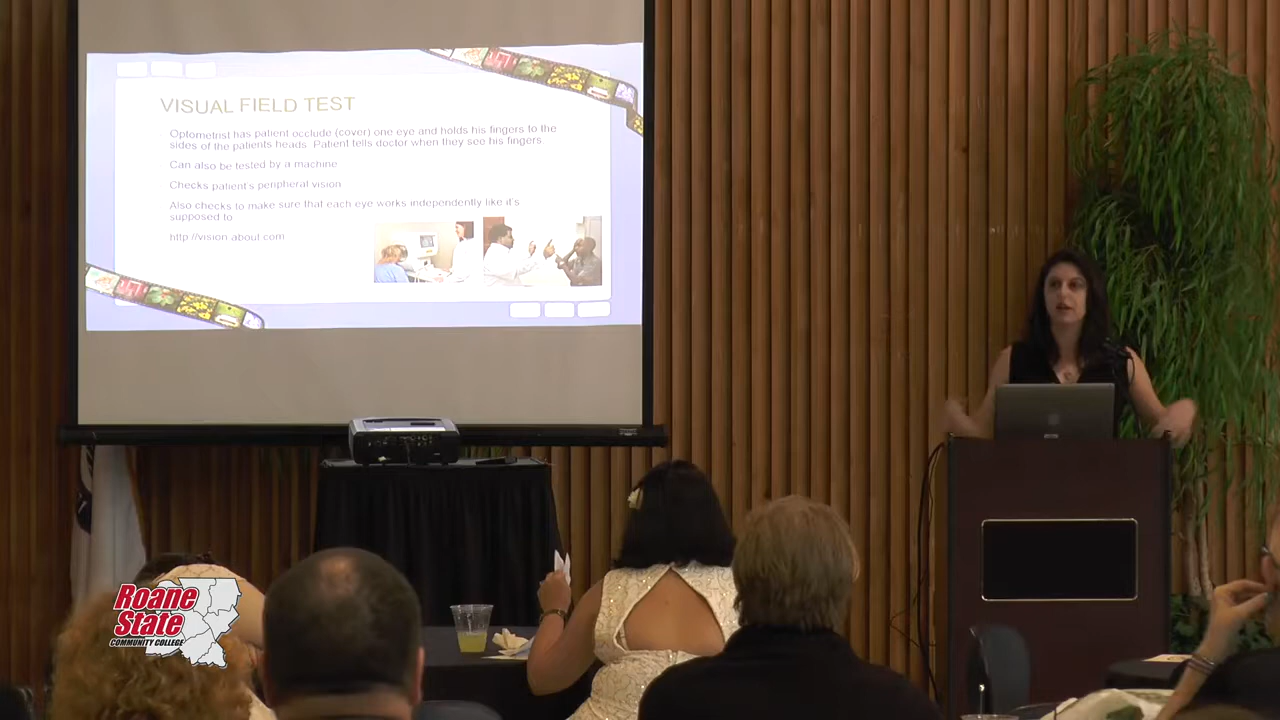 VISUAL FIELD TEST
Optometrist has patient occlude (cover) one eye and holds his fingers to the
sides of the patients heads. Patient tells doctor when they see his fingers.
Can also be tested by a machine
Checks patient's peripheral vision
Also checks to make sure that each eye works independently like it's
supposed to
http://vision.about.com
Roane
State
COMMUNITY COLLEGE